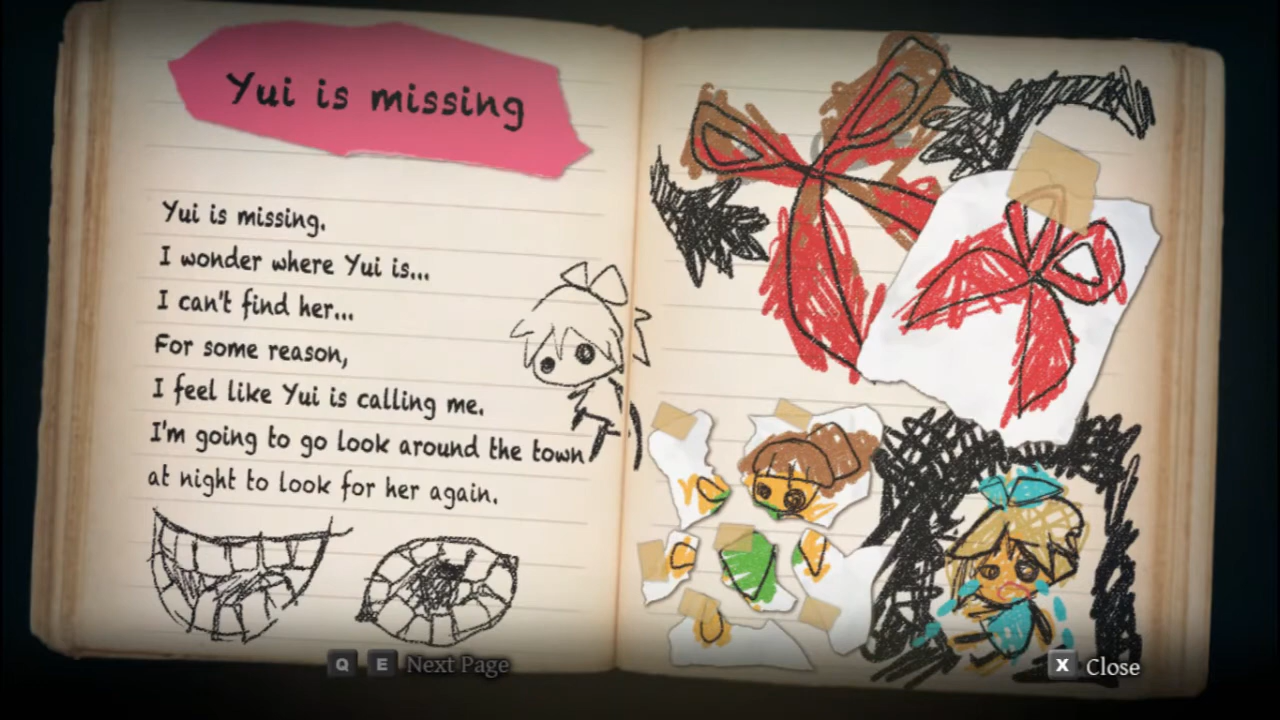 Yui is missing
Yui is missing.
I wonder where Yui is...
I can't find her...
For some reason,
I feel like Yui is calling me.
I'm going to go look around the town
at night to look for her again.
Q E Next Page
X Close